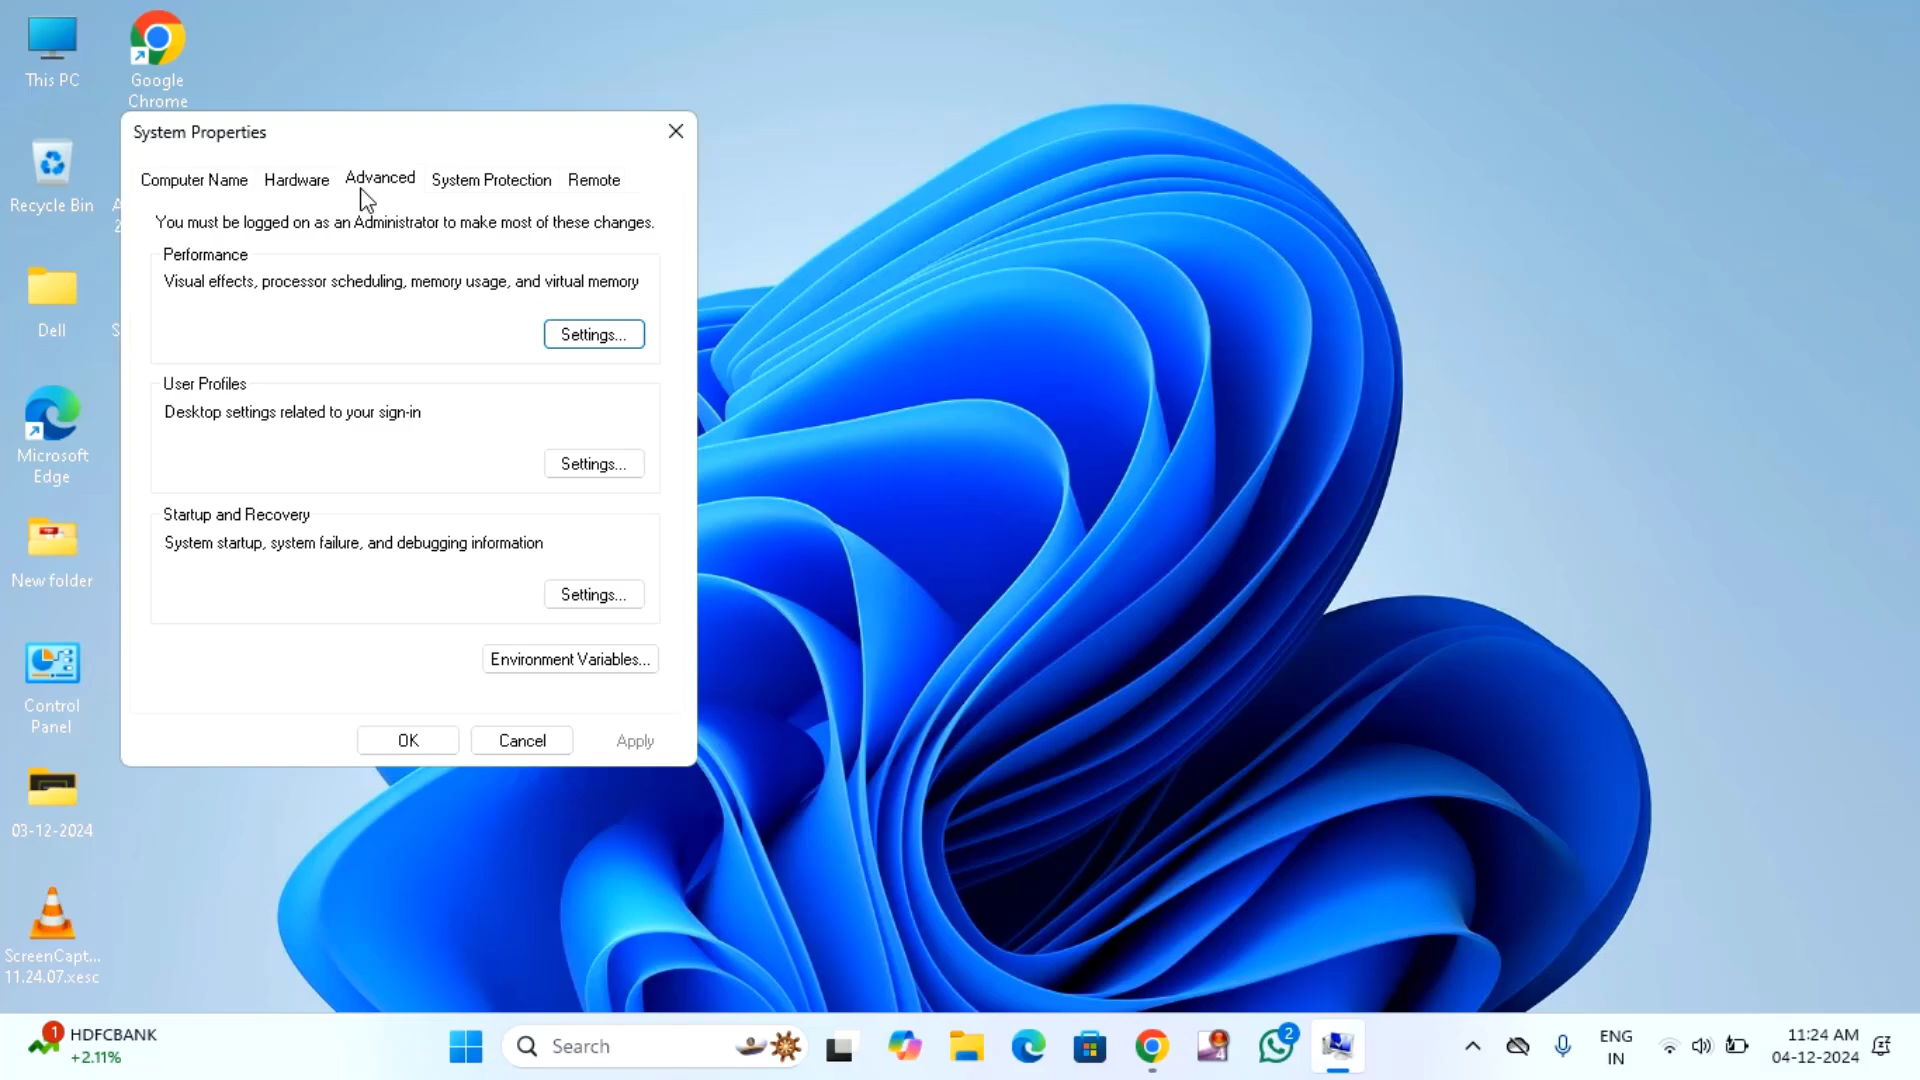 This PC
Google
Chrome
Recycle Bin
A
2
Dell
S
Microsoft
Edge
New folder
Control
Panel
03-12-2024
ScreenCapt...
11.24.07.xesc
System Properties
Computer Name Hardware Advanced System Protection Remote
You must be logged on as an Administrator to make most of these changes.
Performance
Visual effects, processor scheduling, memory usage, and virtual memory
Settings...
User Profiles
Desktop settings related to your sign-in
Settings...
Startup and Recovery
System startup, system failure, and debugging information
Settings...
Environment Variables...
OK Cancel Apply
1
HDFCBANK
+2.11%
Search
4
2
ENG
IN
11:24 AM
04-12-2024